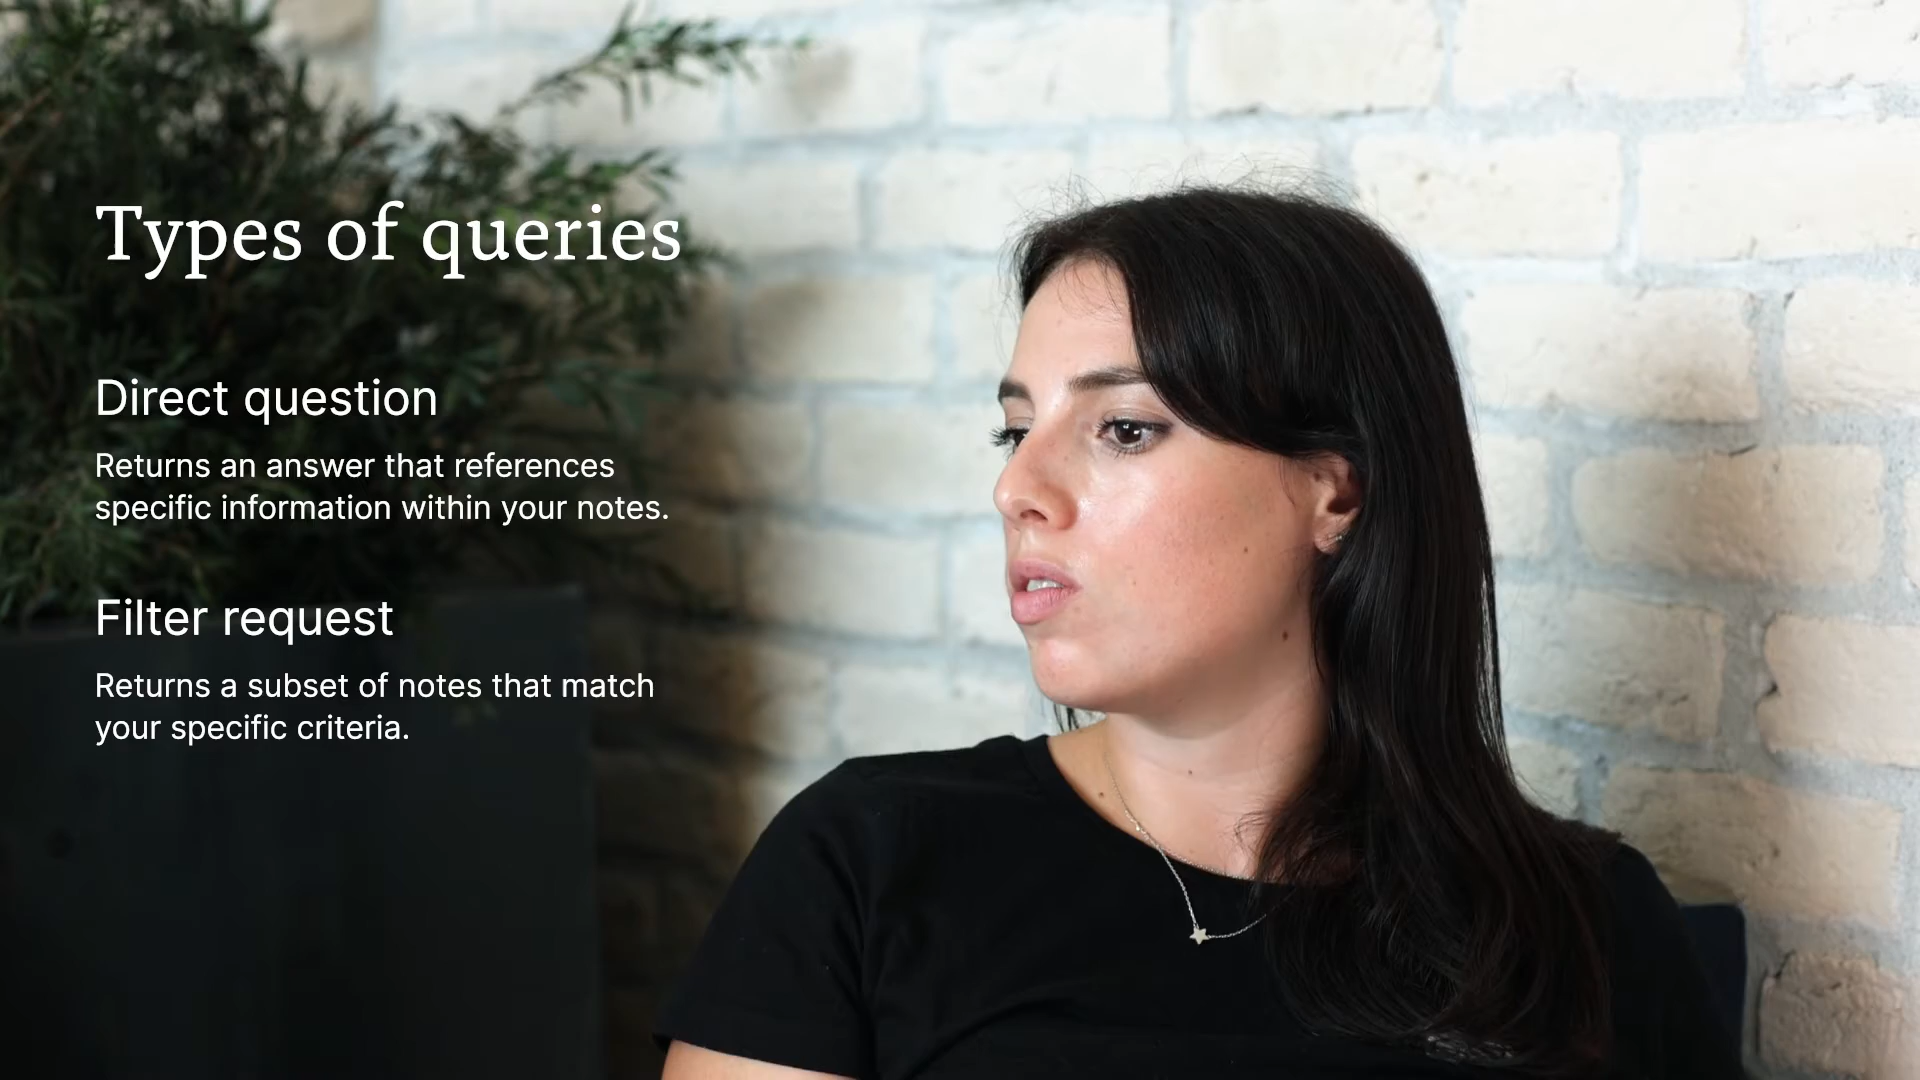 Types of queries
Direct question
Returns an answer that references
specific information within your notes.
Filter request
Returns a subset of notes that match
your specific criteria.